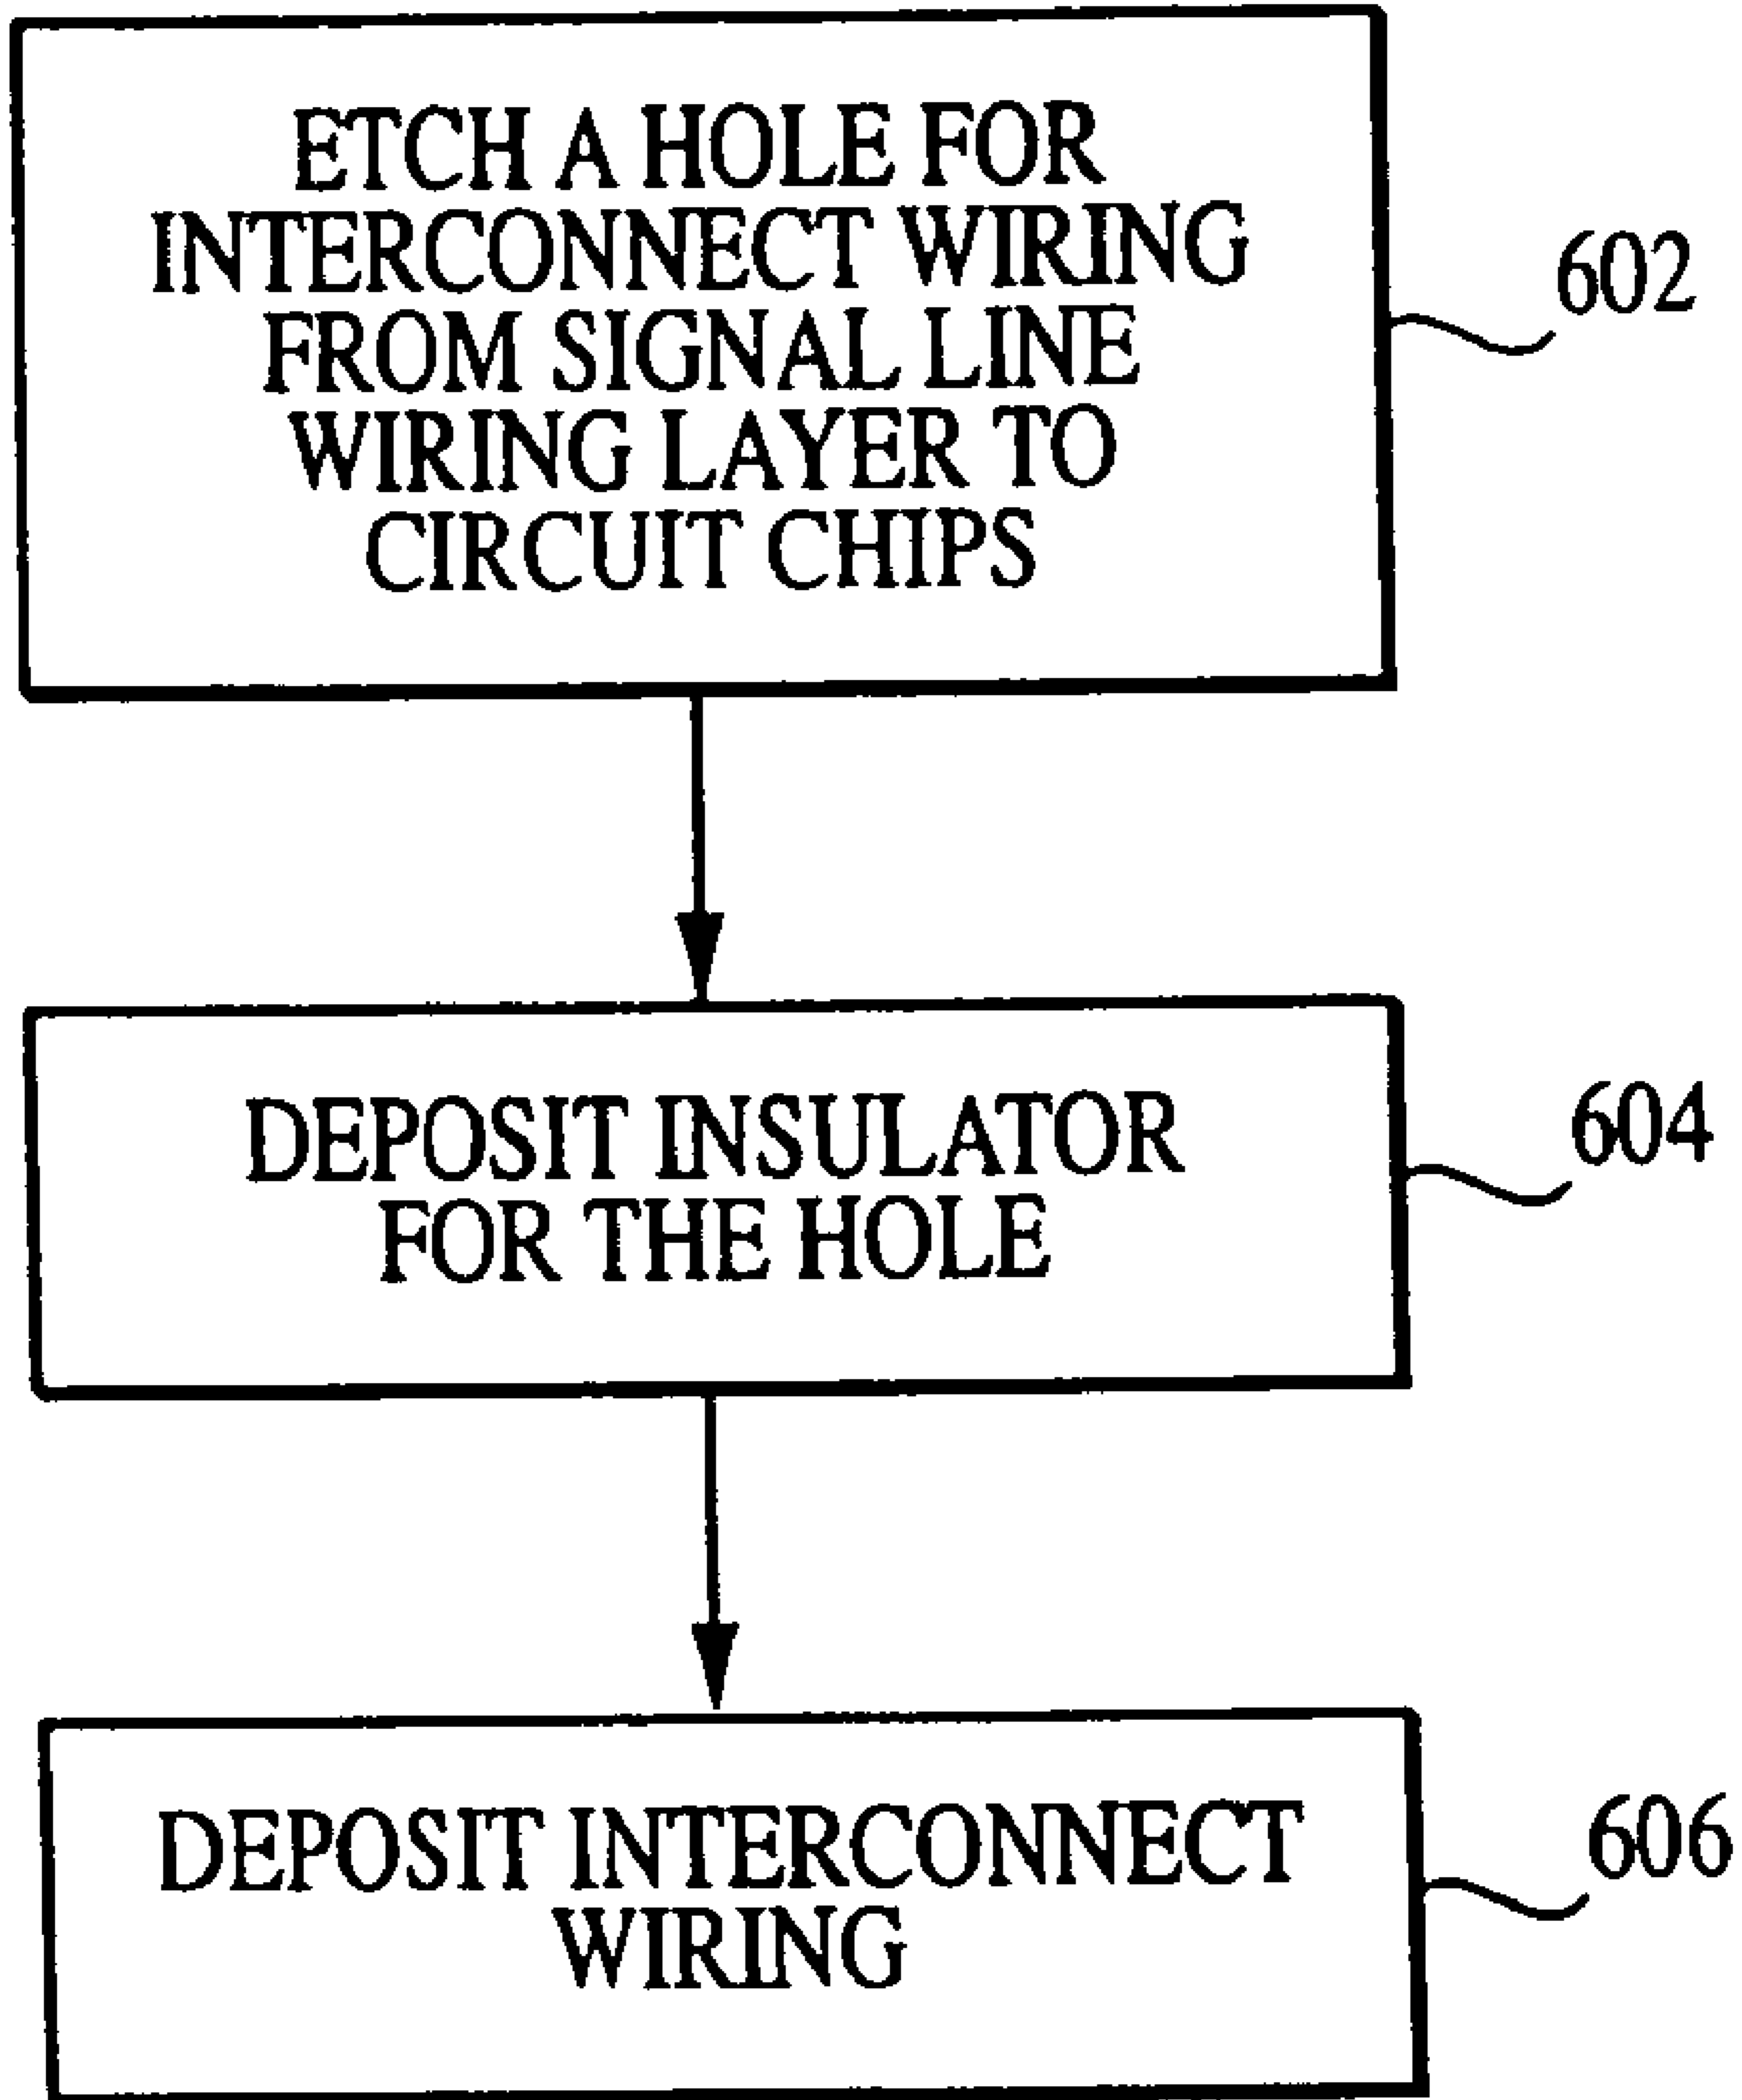 ETCH A HOLE FOR
INTERCONNECT WIRING
FROM SIGNAL LINE
WIRING LAYER TO
CIRCUIT CHIPS
602
DEPOSIT INSULATOR
FOR THE HOLE
604
DEPOSIT INTERCONNECT
WIRING
606